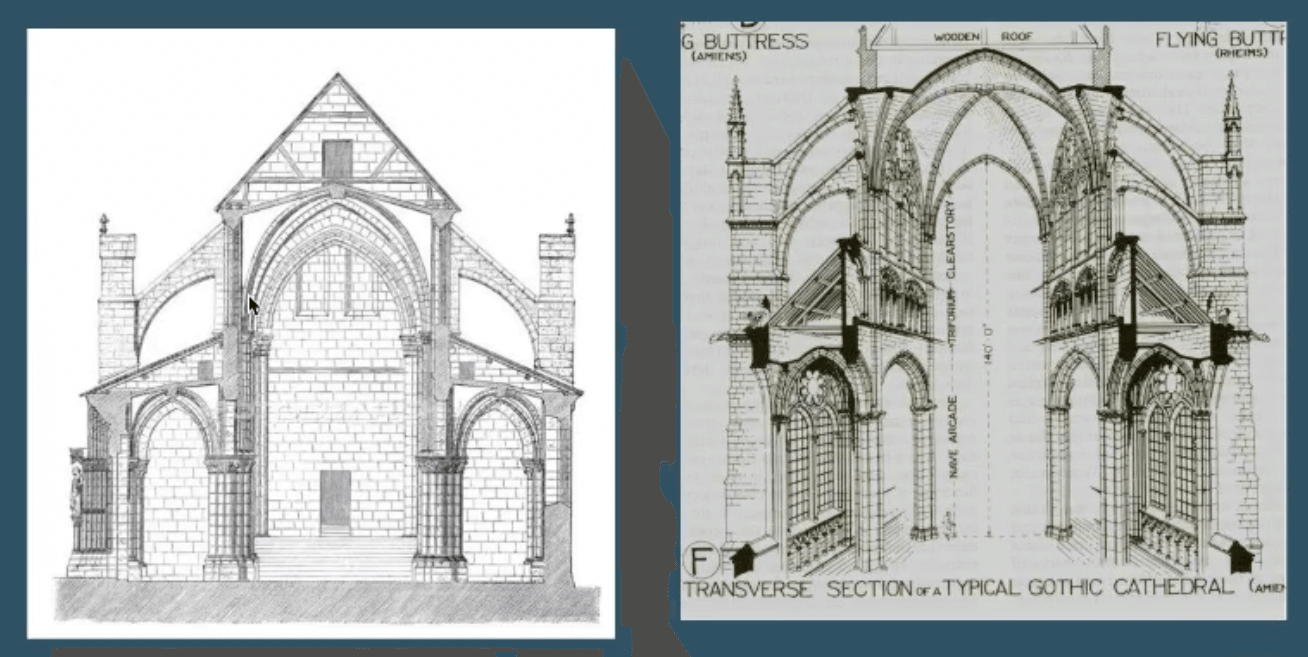 G BUTTRESS
(AMIENS)
WOODEN ROOF
FLYING BUTT
(RHEIMS)
NAVE ARCADE TRIFORIUM CLEARSTORY
140' 0"
F
TRANSVERSE SECTION OF A TYPICAL GOTHIC CATHEDRAL (AMIEN